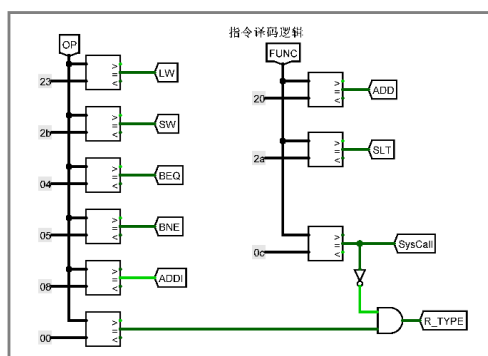 指令译码逻辑
OP
FUNC
23
>
=
<
LW
20
>
=
<
ADD
2b
>
=
<
SW
2a
>
=
<
SLT
04
>
=
<
BEQ
05
>
=
<
BNE
0c
>
=
<
SysCall
08
>
=
<
ADDI
00
>
=
<
R_TYPE